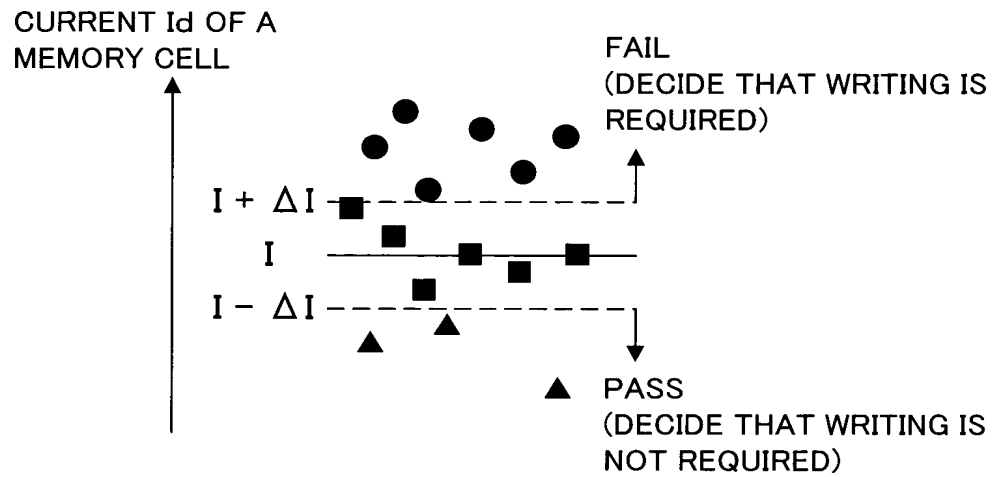 CURRENT Id OF A
MEMORY CELL
FAIL
(DECIDE THAT WRITING IS
REQUIRED)
I + ΔI
I
I - ΔI
PASS
(DECIDE THAT WRITING IS
NOT REQUIRED)